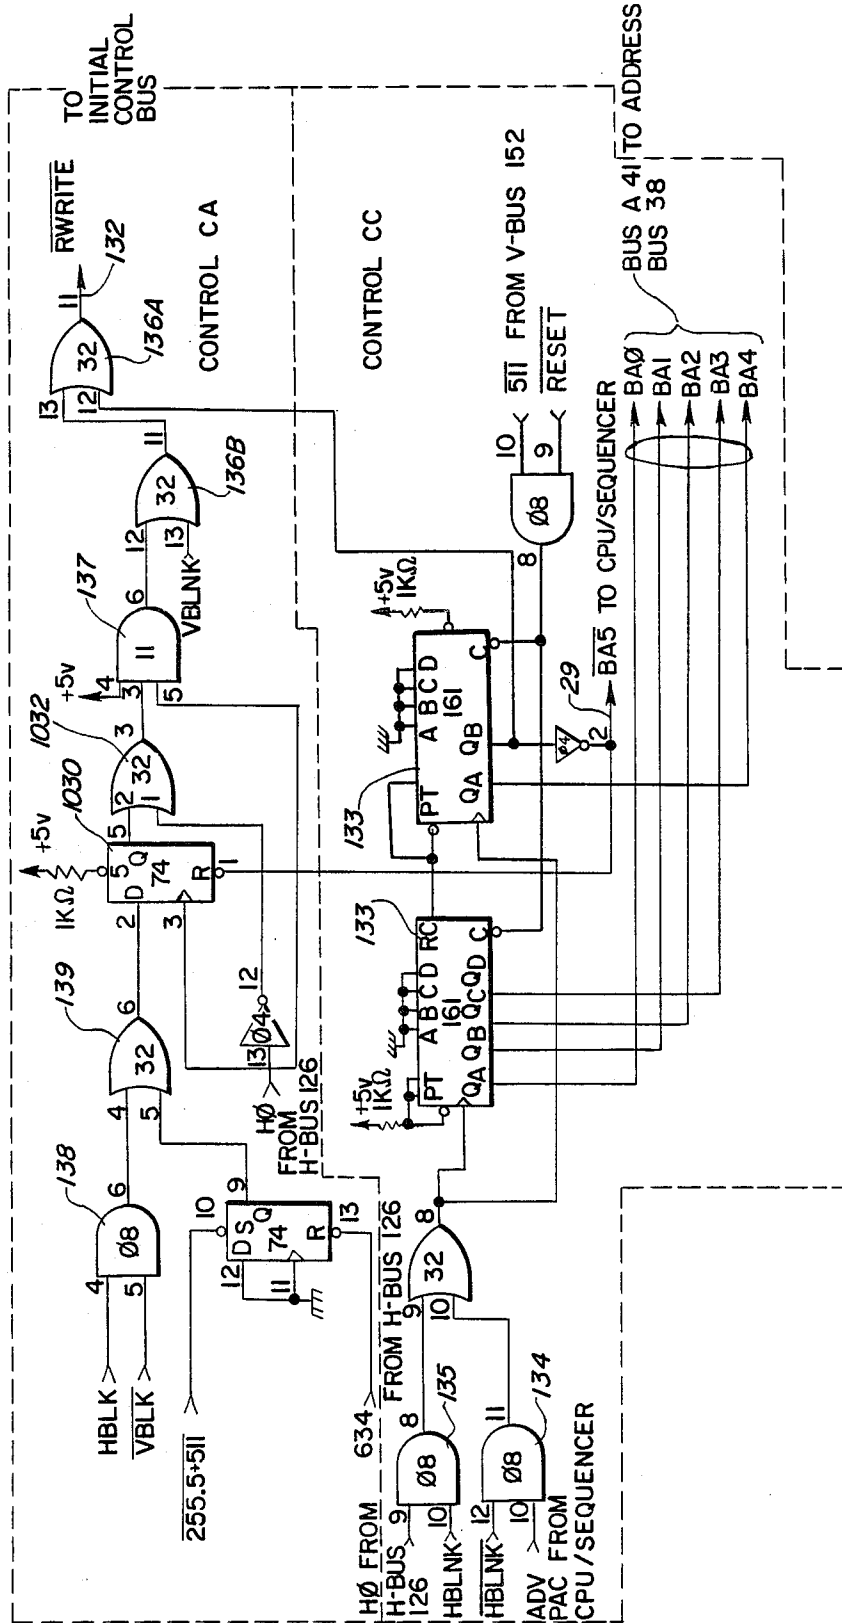 TO
INITIAL
CONTROL
BUS
RWRITE
132
11
136A
32
13
12
CONTROL CA
11
136B
32
12
13
VBLNK
6
137
11
+5V
4
3
5
1032
3
32
2
1
1030
+5V
1KΩ
5
5
D
Q
74
R
1
2
3
139
6
32
4
5
12
Ø4
13
HØ
FROM
H-BUS 126
138
6
Ø8
4
5
HBLK
VBLK
9
10
D
S
Q
74
R
13
12
11
255.5+511
634
CONTROL CC
511 FROM V-BUS 152
RESET
10
9
Ø8
8
+5V
1KΩ
A B C D
161
C
PT
QA
QB
133
Ø4
2
29
BA5 TO CPU/SEQUENCER
BAØ
BA1
BA2
BA3
BA4
BUS A 41 TO ADDRESS
BUS 38
133
RC
A B C D
161
C
PT
QA QB QC QD
+5V
1KΩ
FROM H-BUS 126
8
32
9
10
HØ FROM
H-BUS
126
HBLNK
9
10
Ø8
8
135
HBLNK
ADV
PAC FROM
CPU/SEQUENCER
12
10
Ø8
11
134